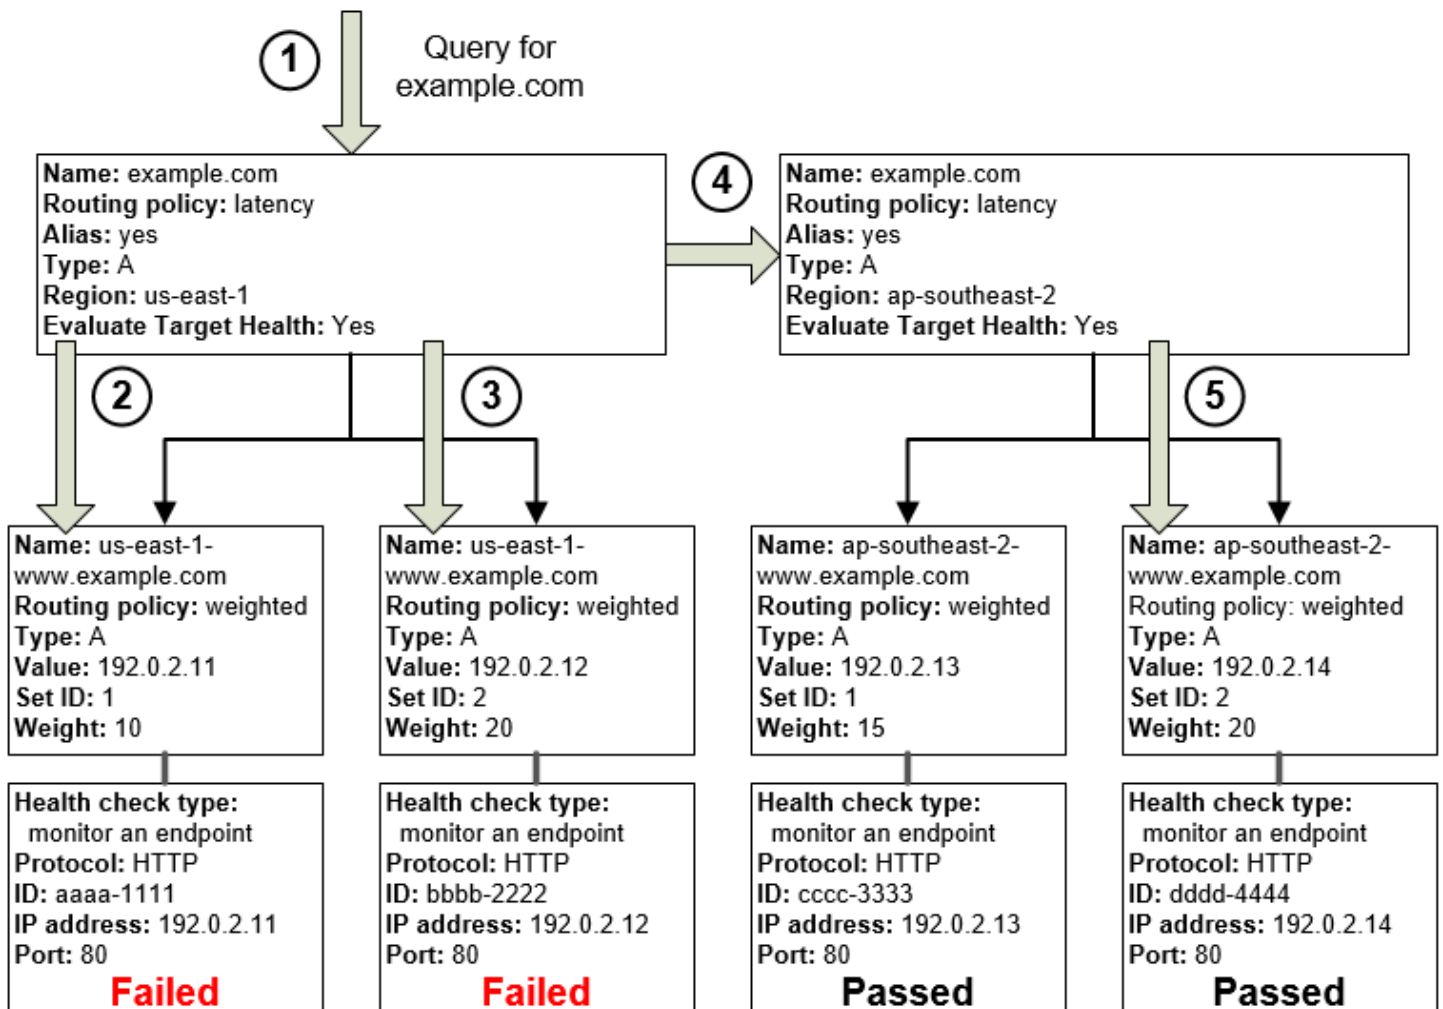 1
Query for
example.com
Name: example.com
Routing policy: latency
Alias: yes
Type: A
Region: us-east-1
Evaluate Target Health: Yes
4
Name: example.com
Routing policy: latency
Alias: yes
Type: A
Region: ap-southeast-2
Evaluate Target Health: Yes
2
3
5
Name: us-east-1-
www.example.com
Routing policy: weighted
Type: A
Value: 192.0.2.11
Set ID: 1
Weight: 10
Name: us-east-1-
www.example.com
Routing policy: weighted
Type: A
Value: 192.0.2.12
Set ID: 2
Weight: 20
Name: ap-southeast-2-
www.example.com
Routing policy: weighted
Type: A
Value: 192.0.2.13
Set ID: 1
Weight: 15
Name: ap-southeast-2-
www.example.com
Routing policy: weighted
Type: A
Value: 192.0.2.14
Set ID: 2
Weight: 20
Health check type:
monitor an endpoint
Protocol: HTTP
ID: aaaa-1111
IP address: 192.0.2.11
Port: 80
Failed
Health check type:
monitor an endpoint
Protocol: HTTP
ID: bbbb-2222
IP address: 192.0.2.12
Port: 80
Failed
Health check type:
monitor an endpoint
Protocol: HTTP
ID: cccc-3333
IP address: 192.0.2.13
Port: 80
Passed
Health check type:
monitor an endpoint
Protocol: HTTP
ID: dddd-4444
IP address: 192.0.2.14
Port: 80
Passed